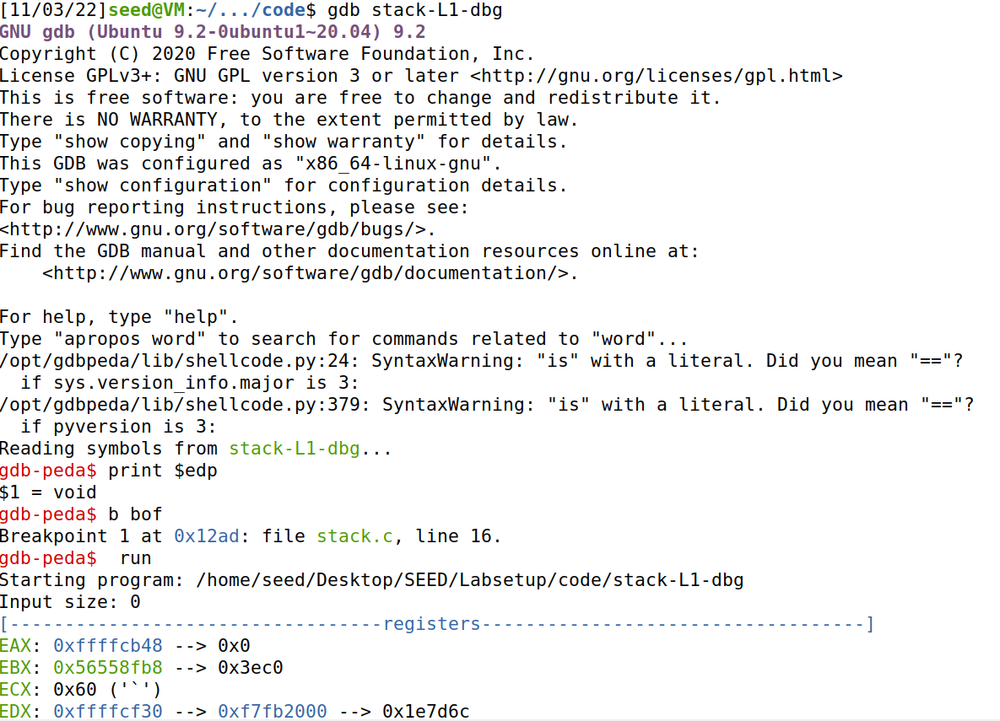 [11/03/22]seed@VM:~/.../code$ gdb stack-L1-dbg
GNU gdb (Ubuntu 9.2-0ubuntu1~20.04) 9.2
Copyright (C) 2020 Free Software Foundation, Inc.
License GPLv3+: GNU GPL version 3 or later <http://gnu.org/licenses/gpl.html>
This is free software: you are free to change and redistribute it.
There is NO WARRANTY, to the extent permitted by law.
Type "show copying" and "show warranty" for details.
This GDB was configured as "x86_64-linux-gnu".
Type "show configuration" for configuration details.
For bug reporting instructions, please see:
<http://www.gnu.org/software/gdb/bugs/>.
Find the GDB manual and other documentation resources online at:
    <http://www.gnu.org/software/gdb/documentation/>.

For help, type "help".
Type "apropos word" to search for commands related to "word"...
/opt/gdbpeda/lib/shellcode.py:24: SyntaxWarning: "is" with a literal. Did you mean "=="?
  if sys.version_info.major is 3:
/opt/gdbpeda/lib/shellcode.py:379: SyntaxWarning: "is" with a literal. Did you mean "=="?
  if pyversion is 3:
Reading symbols from stack-L1-dbg...
gdb-peda$ print $edp
$1 = void
gdb-peda$ b bof
Breakpoint 1 at 0x12ad: file stack.c, line 16.
gdb-peda$  run
Starting program: /home/seed/Desktop/SEED/Labsetup/code/stack-L1-dbg
Input size: 0
[----------------------------------registers-----------------------------------]
EAX: 0xffffcb48 --> 0x0
EBX: 0x56558fb8 --> 0x3ec0
ECX: 0x60 ('`')
EDX: 0xffffcf30 --> 0xf7fb2000 --> 0x1e7d6c